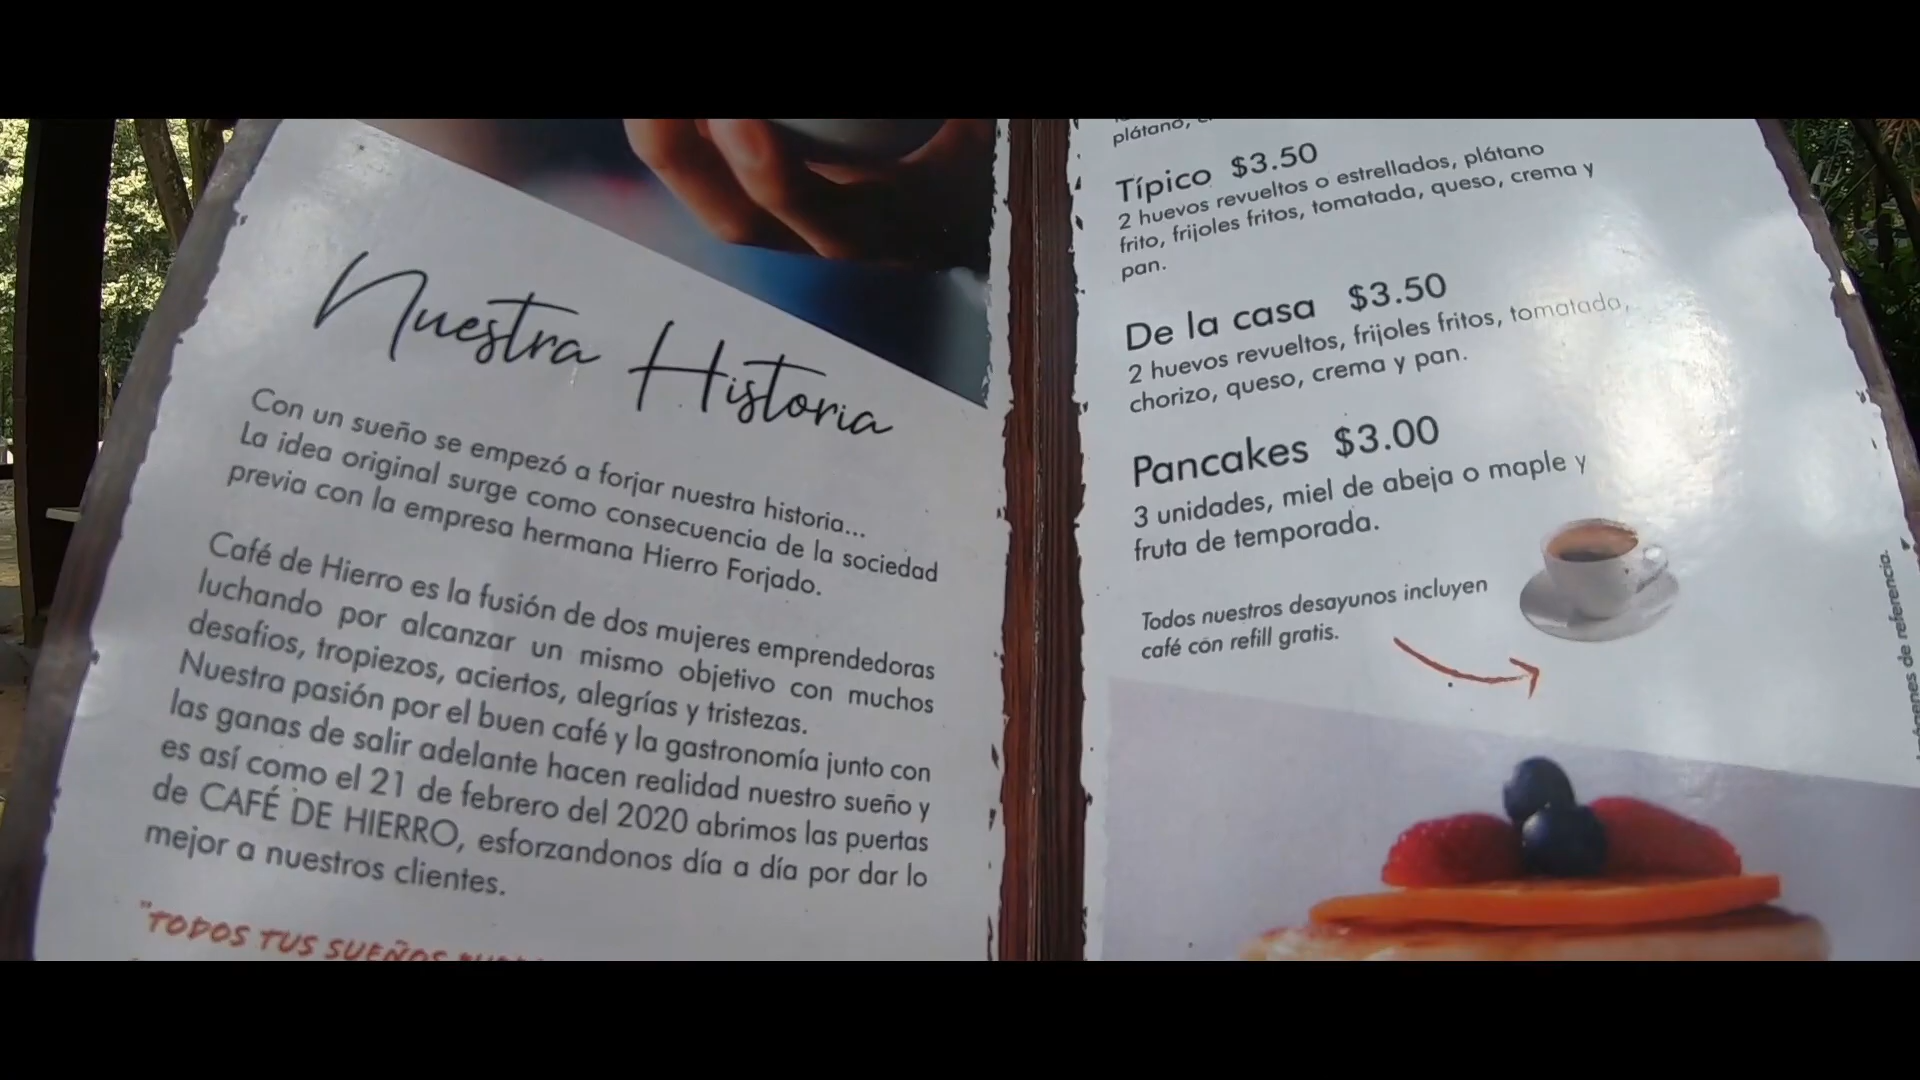 Nuestra Historia
Con un sueño se empezó a forjar nuestra historia...
La idea original surge como consecuencia de la sociedad
previa con la empresa hermana Hierro Forjado.
Café de Hierro es la fusión de dos mujeres emprendedoras
luchando por alcanzar un mismo objetivo con muchos
desafios, tropiezos, aciertos, alegrías y tristezas.
Nuestra pasión por el buen café y la gastronomía junto con
las ganas de salir adelante hacen realidad nuestro sueño y
es así como el 21 de febrero del 2020 abrimos las puertas
de CAFÉ DE HIERRO, esforzandonos día a día por dar lo
mejor a nuestros clientes.
"TODOS TUS SUEÑOS
plátano,
Típico $3.50
2 huevos revueltos o estrellados, plátano
frito, frijoles fritos, tomatada, queso, crema y
pan.
De la casa $3.50
2 huevos revueltos, frijoles fritos, tomatada,
chorizo, queso, crema y pan.
Pancakes $3.00
3 unidades, miel de abeja o maple y
fruta de temporada.
Todos nuestros desayunos incluyen
café con refill gratis.
de referencia.